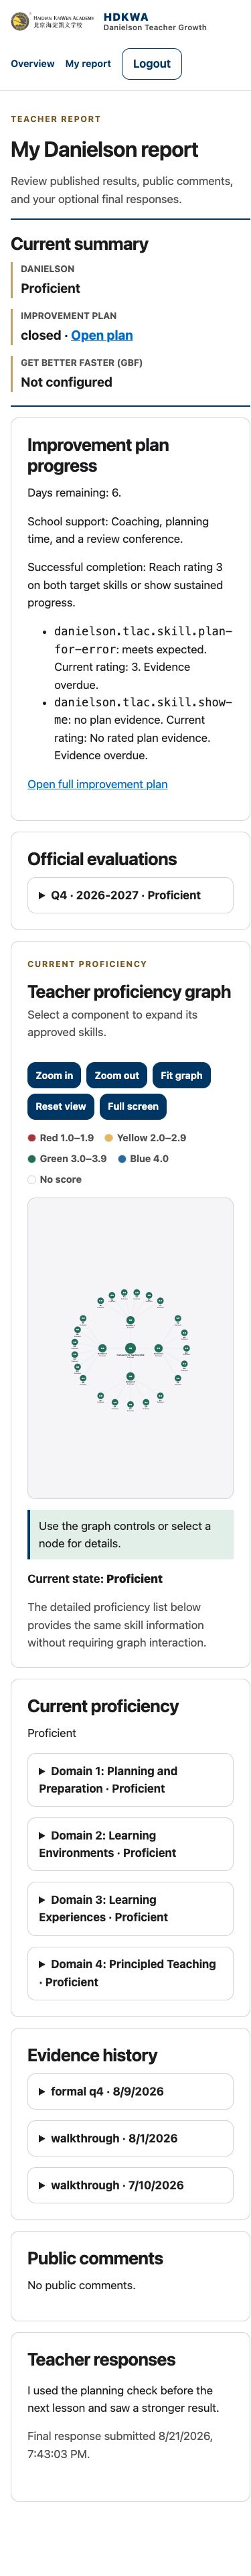 HAIDIAN KAIWEN ACADEMY
北京海淀凯文学校
HDKWA
Danielson Teacher Growth
Overview
My report
Logout
TEACHER REPORT
My Danielson report
Review published results, public comments,
and your optional final responses.
Current summary
DANIELSON
Proficient
IMPROVEMENT PLAN
closed · Open plan
GET BETTER FASTER (GBF)
Not configured
Improvement plan
progress
Days remaining: 6.
School support: Coaching, planning
time, and a review conference.
Successful completion: Reach rating 3
on both target skills or show sustained
progress.
• danielson.tlac.skill.plan-
for-error: meets expected.
Current rating: 3. Evidence
overdue.
• danielson.tlac.skill.show-
me: no plan evidence. Current
rating: No rated plan evidence.
Evidence overdue.
Open full improvement plan
Official evaluations
▶ Q4 · 2026-2027 · Proficient
CURRENT PROFICIENCY
Teacher proficiency graph
Select a component to expand its
approved skills.
Zoom in
Zoom out
Fit graph
Reset view
Full screen
Red 1.0–1.9
Yellow 2.0–2.9
Green 3.0–3.9
Blue 4.0
No score
Use the graph controls or select a
node for details.
Current state: Proficient
The detailed proficiency list below
provides the same skill information
without requiring graph interaction.
Current proficiency
Proficient
▶ Domain 1: Planning and
Preparation · Proficient
▶ Domain 2: Learning
Environments · Proficient
▶ Domain 3: Learning
Experiences · Proficient
▶ Domain 4: Principled Teaching
· Proficient
Evidence history
▶ formal q4 · 8/9/2026
▶ walkthrough · 8/1/2026
▶ walkthrough · 7/10/2026
Public comments
No public comments.
Teacher responses
I used the planning check before the
next lesson and saw a stronger result.
Final response submitted 8/21/2026,
7:43:03 PM.